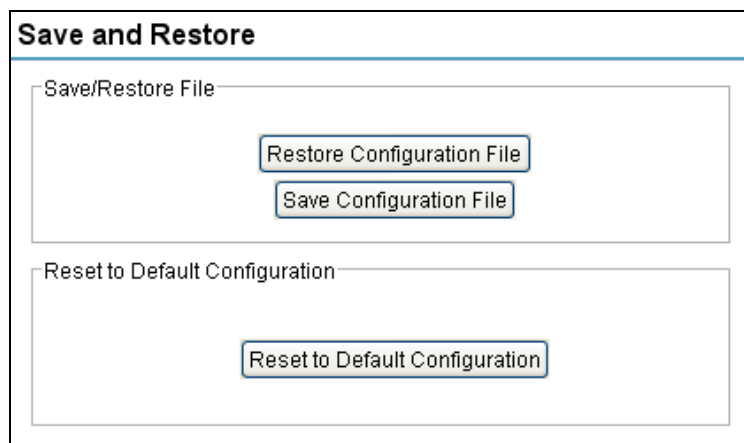 Save and Restore
Save/Restore File
Restore Configuration File
Save Configuration File
Reset to Default Configuration
Reset to Default Configuration